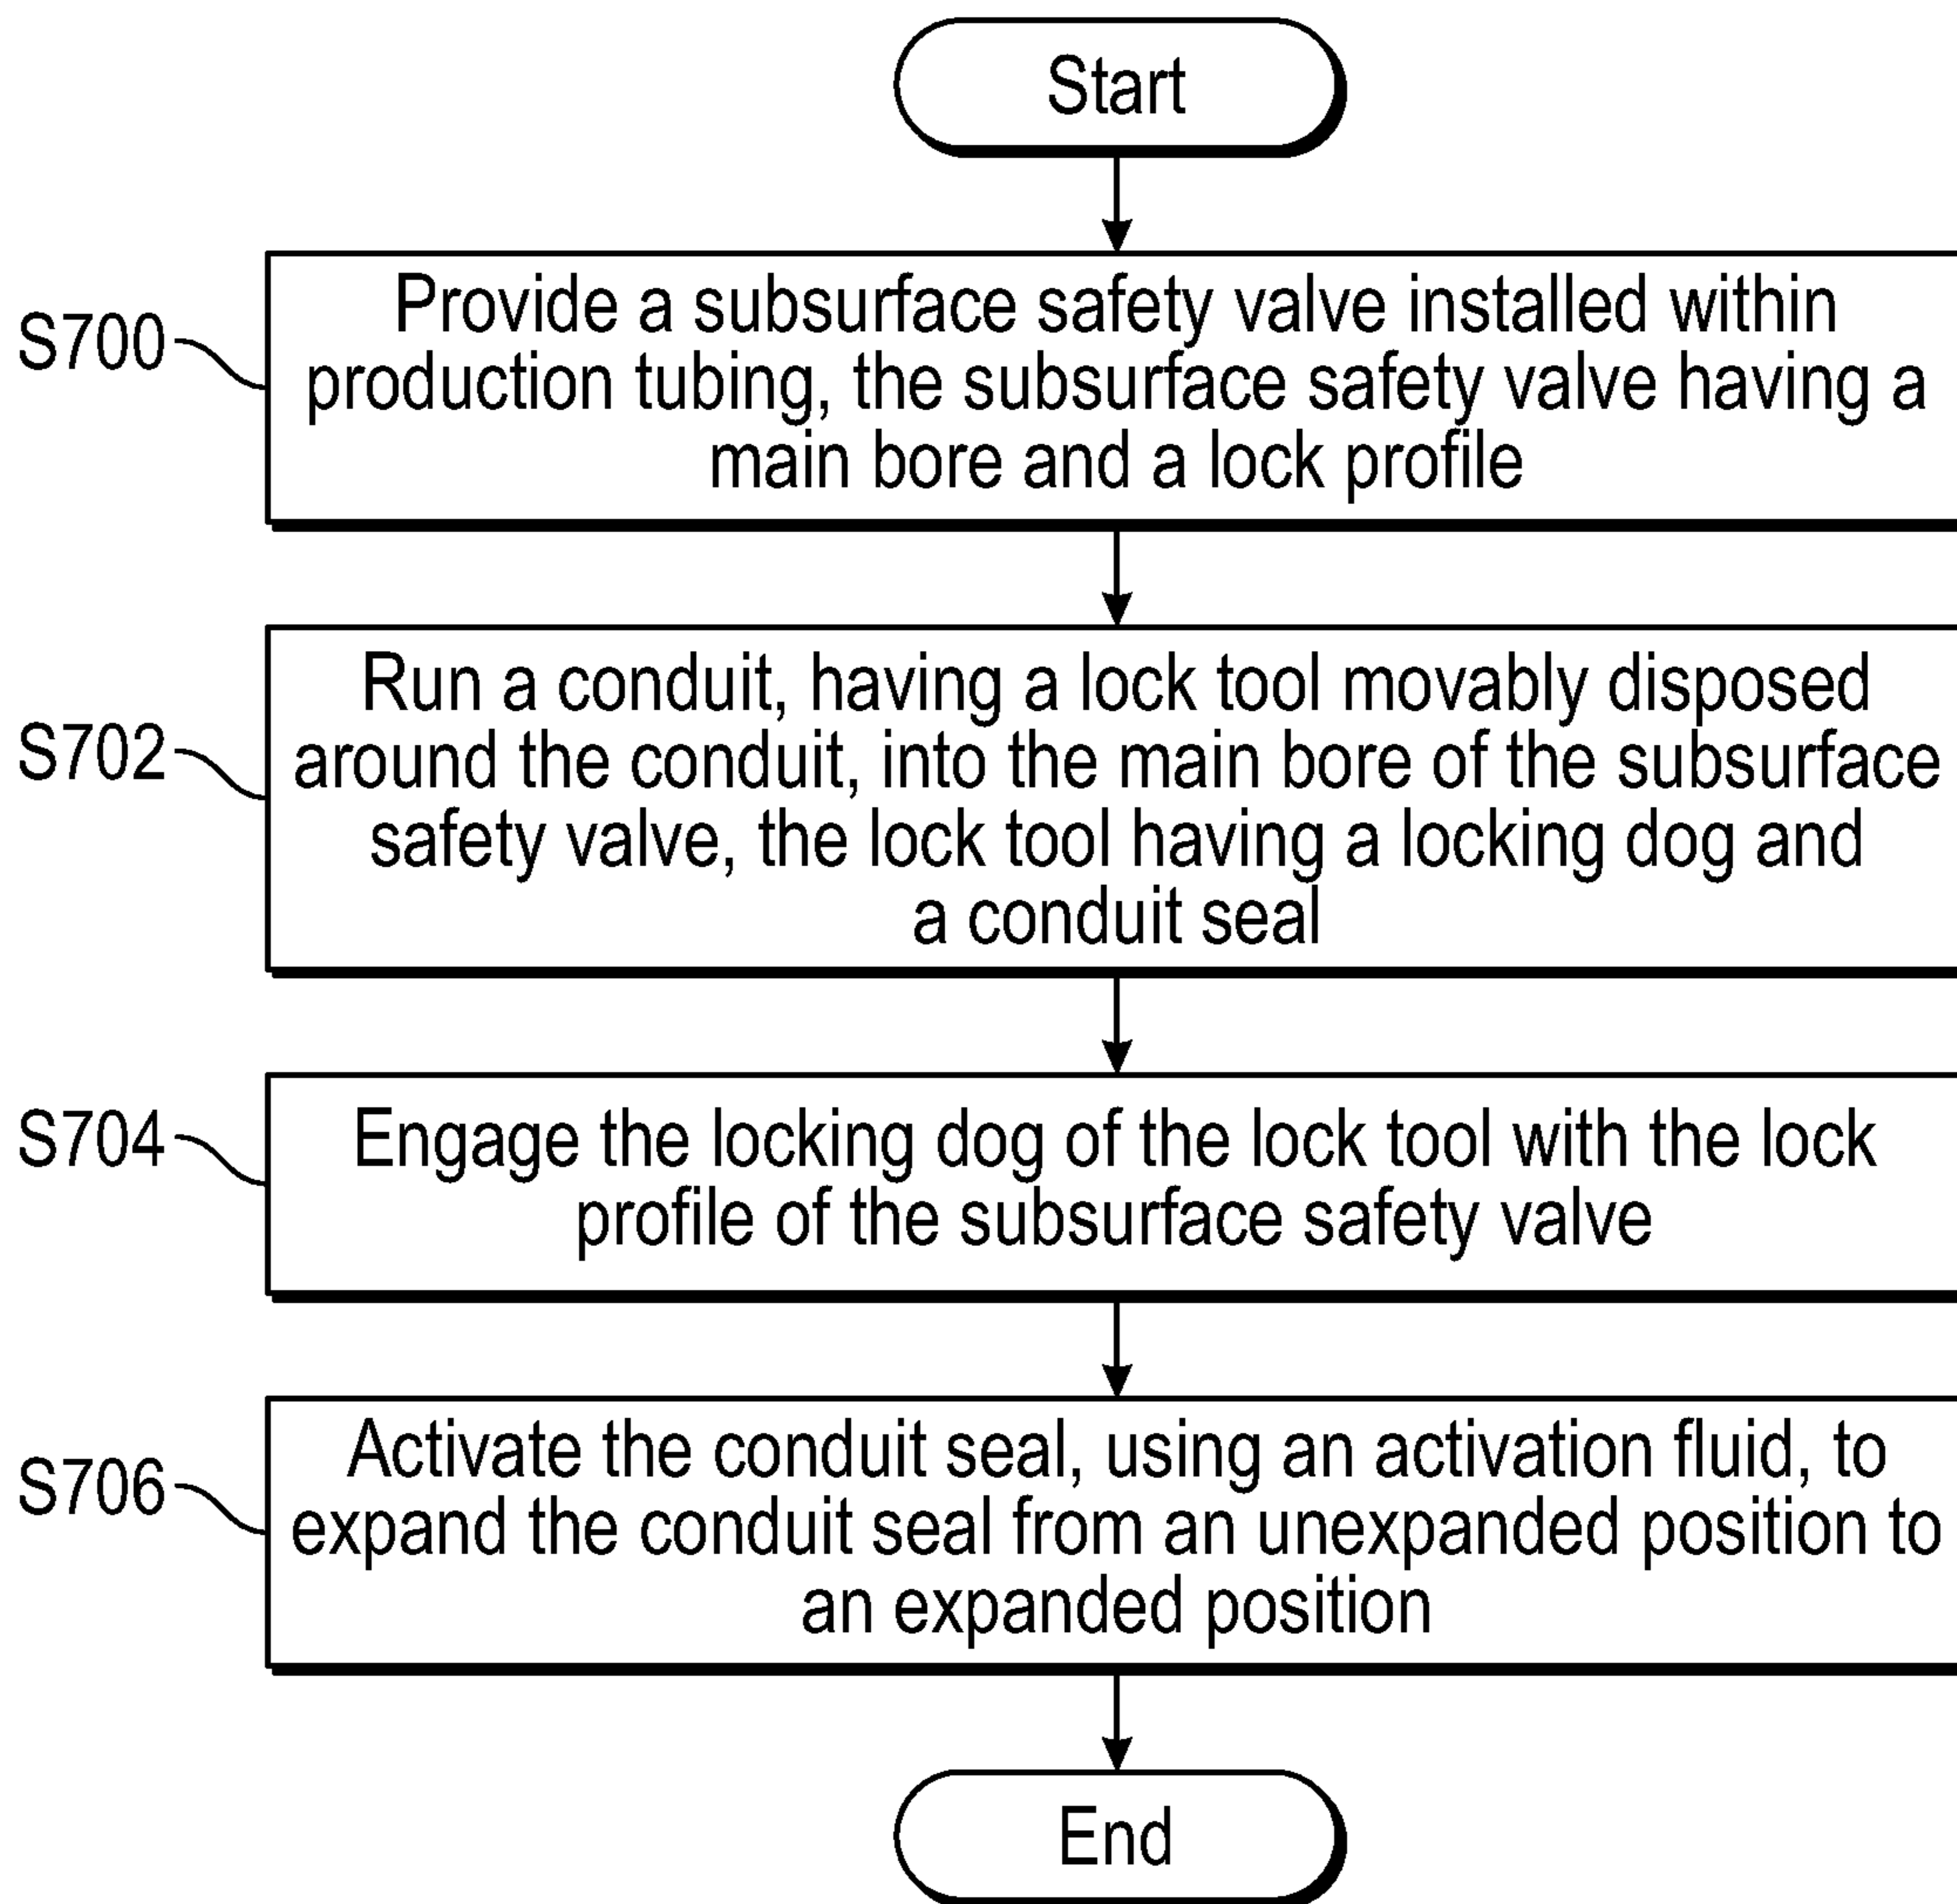 Start
S700
Provide a subsurface safety valve installed within
production tubing, the subsurface safety valve having a
main bore and a lock profile
S702
Run a conduit, having a lock tool movably disposed
around the conduit, into the main bore of the subsurface
safety valve, the lock tool having a locking dog and
a conduit seal
S704
Engage the locking dog of the lock tool with the lock
profile of the subsurface safety valve
S706
Activate the conduit seal, using an activation fluid, to
expand the conduit seal from an unexpanded position to
an expanded position
End